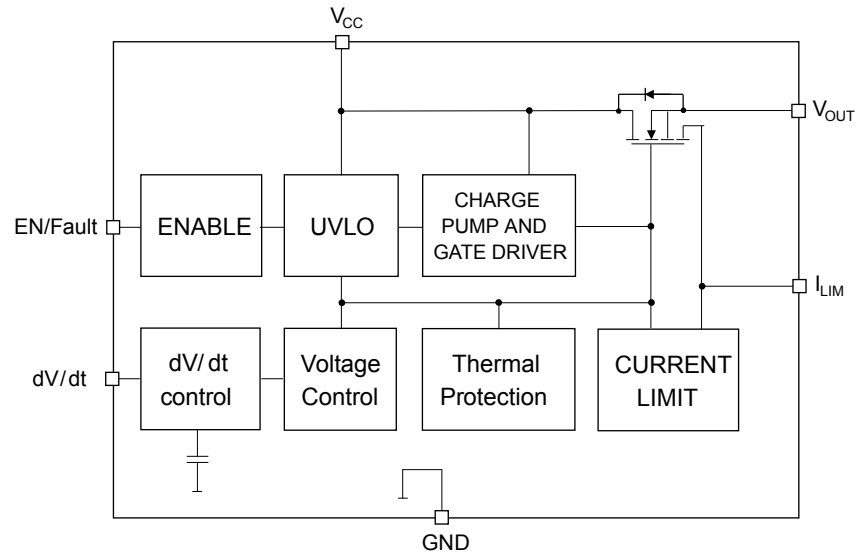 VCC
VOUT
EN/Fault
ENABLE
UVLO
CHARGE
PUMP AND
GATE DRIVER
ILIM
dV/dt
dV/dt
control
Voltage
Control
Thermal
Protection
CURRENT
LIMIT
GND